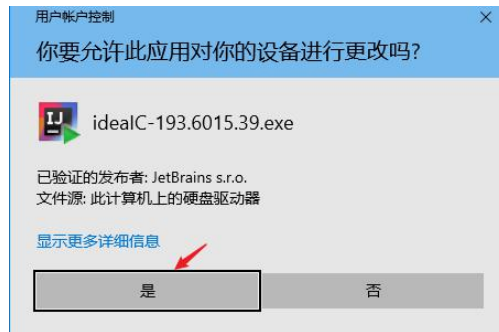 用户帐户控制
你要允许此应用对你的设备进行更改吗?
IJ
ideaIC-193.6015.39.exe
已验证的发布者: JetBrains s.r.o.
文件源: 此计算机上的硬盘驱动器
显示更多详细信息
是
否